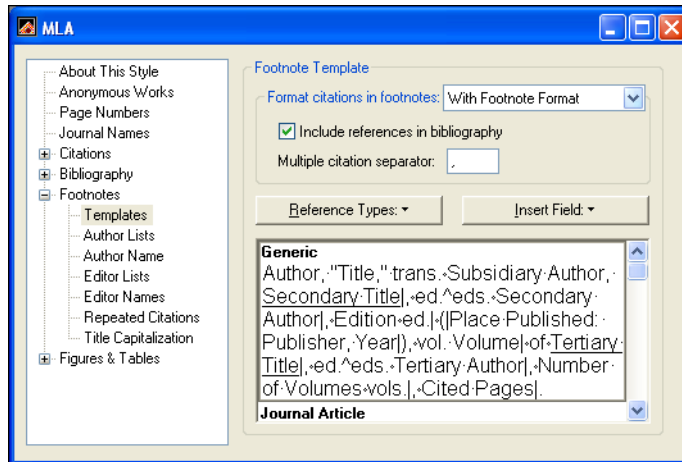 MLA
About This Style
Anonymous Works
Page Numbers
Journal Names
Citations
Bibliography
Footnotes
Templates
Author Lists
Author Name
Editor Lists
Editor Names
Repeated Citations
Title Capitalization
Figures & Tables
Footnote Template
Format citations in footnotes: With Footnote Format
Include references in bibliography
Multiple citation separator: ,
Reference Types: Insert Field:
Generic
Author,·"Title,"·trans.·Subsidiary·Author,·
Secondary·Title|,·ed.^eds.·Secondary·
Author|,·Edition·ed.|·(|Place·Published:·
Publisher,·Year|),·vol.·Volume|·of·Tertiary·
Title|,·ed.^eds.·Tertiary·Author|,·Number·
of·Volumes·vols.|,·Cited·Pages|.
Journal Article